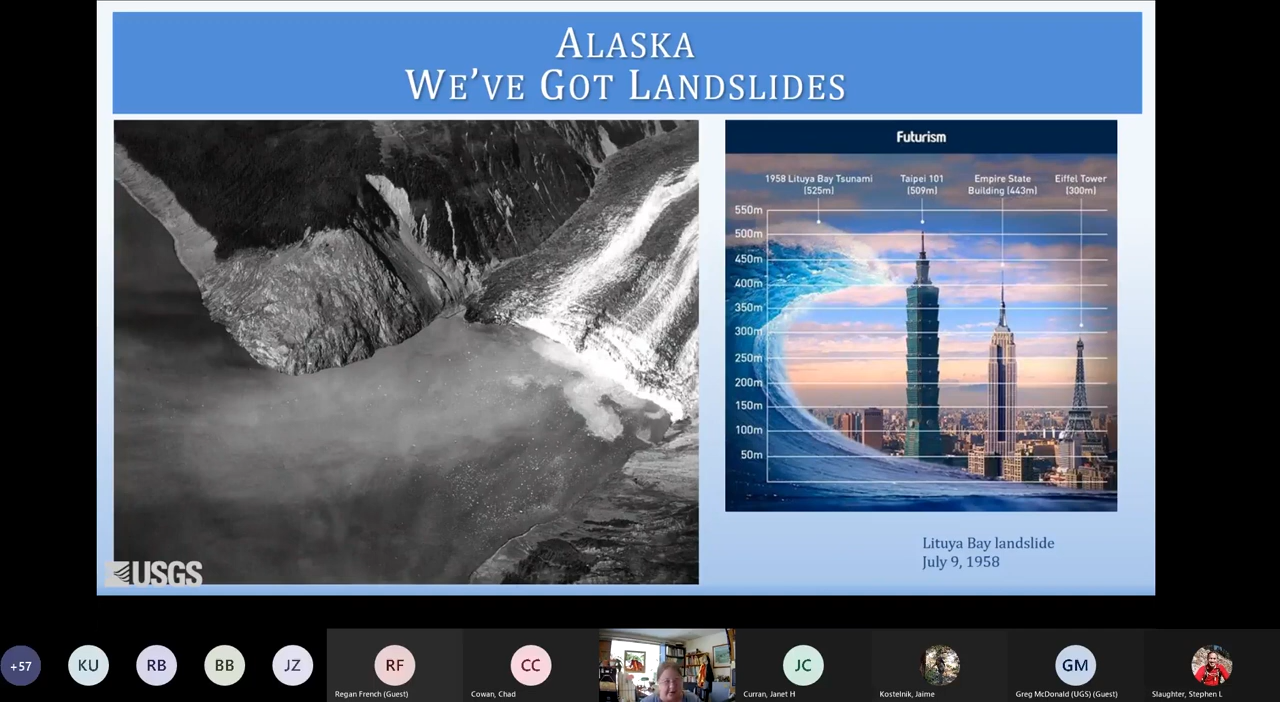 ALASKA
WE'VE GOT LANDSLIDES
Futurism
1958 Lituya Bay Tsunami
(525m)
Taipei 101
(509m)
Empire State
Building (443m)
Eiffel Tower
(300m)
550m
500m
450m
400m
350m
300m
250m
200m
150m
100m
50m
Lituya Bay landslide
July 9, 1958
USGS
+57
KU
RB
BB
JZ
RF
CC
JC
GM
Regan French (Guest)
Cowan, Chad
Curran, Janet H
Kostelnik, Jaime
Greg McDonald (UGS) (Guest)
Slaughter, Stephen L